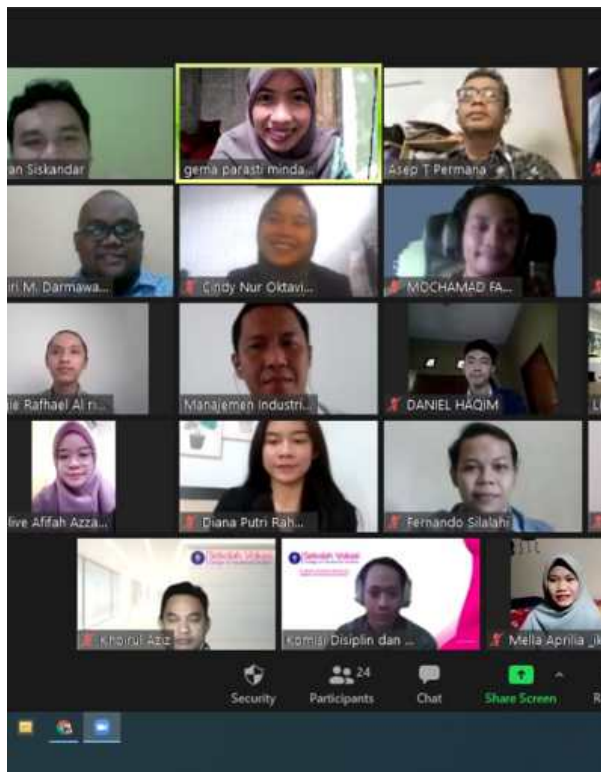 an Siskandar
gema parasti minda...
Asep T Permana
iri M. Darmawa...
Cindy Nur Oktavi...
MOCHAMAD FA...
ie Rafhael Al ri...
Manajemen Industri...
DANIEL HAQIM
live Afifah Azza...
Diana Putri Rah...
Fernando Silalahi
Sekolah Vokasi
Khoirul Aziz
Sekolah Vokasi
Komisi Disiplin dan ...
Mella Aprilia _ik
24
Security
Participants
Chat
Share Screen
R